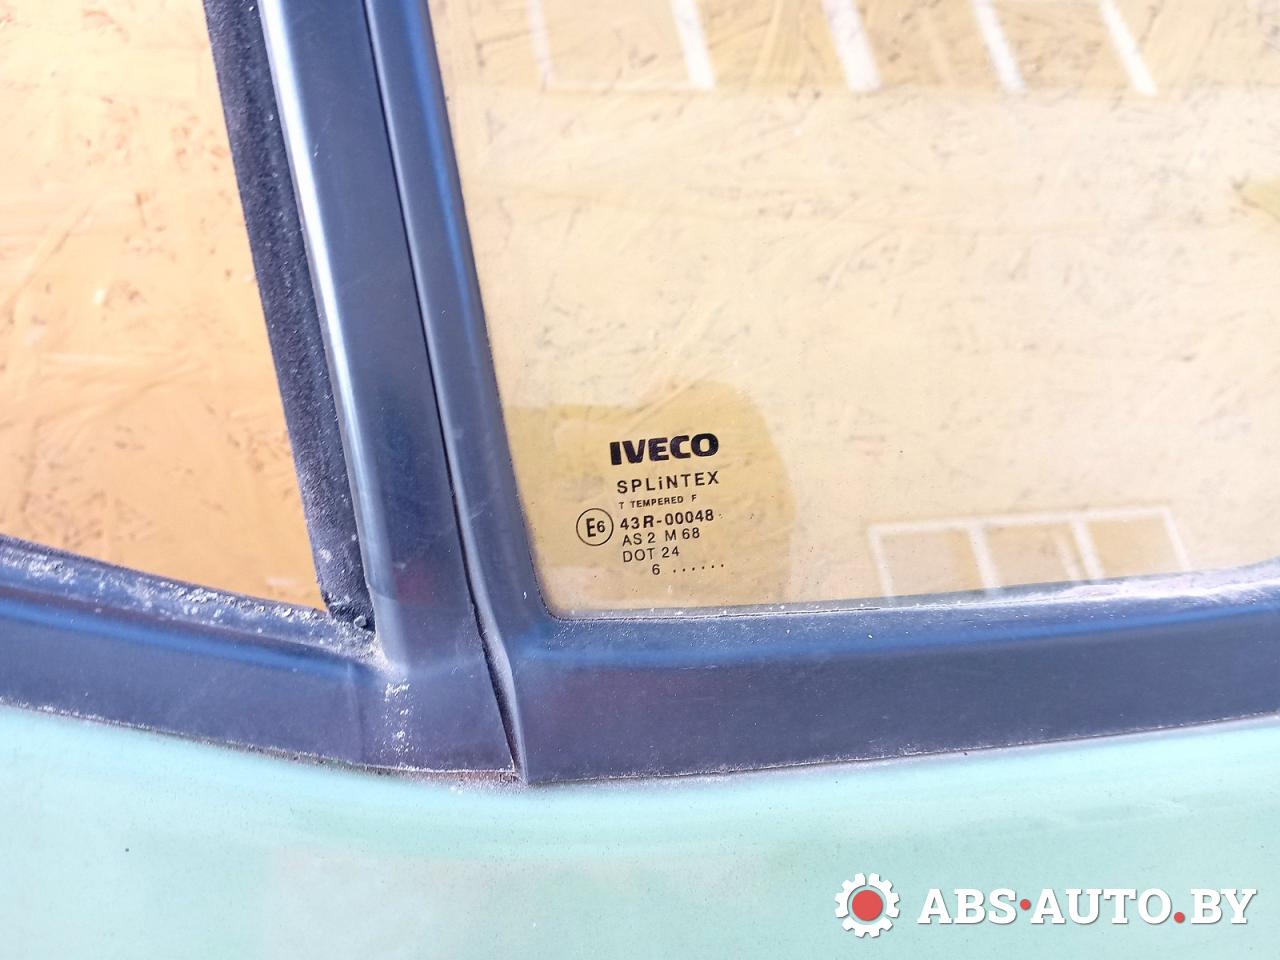 IVECO
SPLiNTEX
T TEMPERED F
E6 43R-00048
AS 2 M 68
DOT 24
6 ......
ABS•AUTO.BY